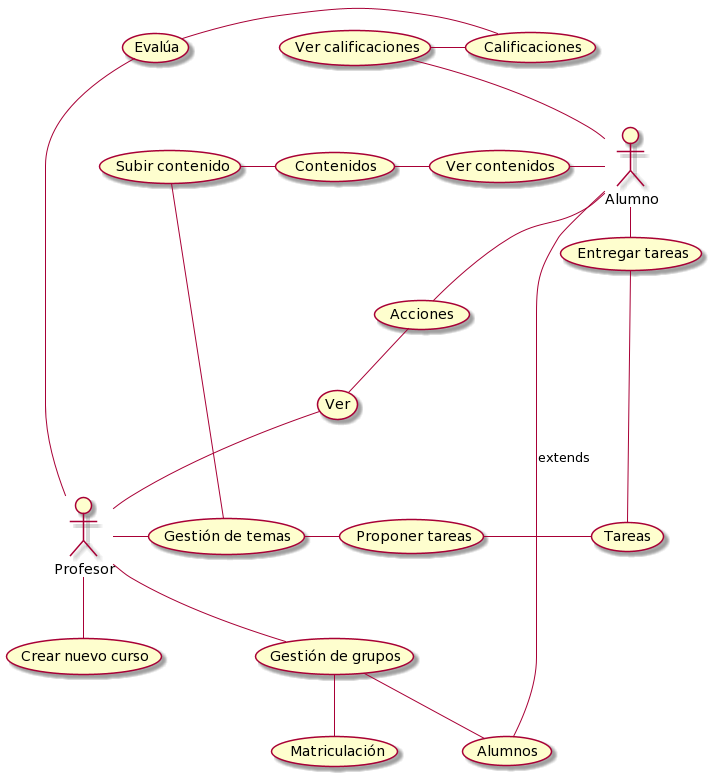 Evalúa
Ver calificaciones
Calificaciones
Subir contenido
Contenidos
Ver contenidos
Alumno
Entregar tareas
Acciones
Ver
extends
Gestión de temas
Proponer tareas
Tareas
Profesor
Crear nuevo curso
Gestión de grupos
Matriculación
Alumnos